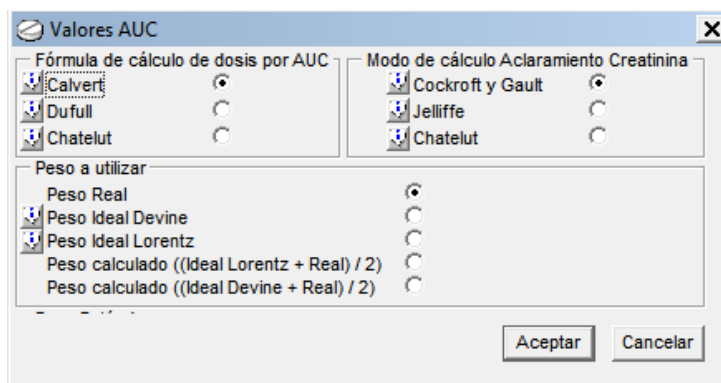 Valores AUC
Fórmula de cálculo de dosis por AUC
Calvert
Dufull
Chatelut
Modo de cálculo Aclaramiento Creatinina
Cockroft y Gault
Jelliffe
Chatelut
Peso a utilizar
Peso Real
Peso Ideal Devine
Peso Ideal Lorentz
Peso calculado ((Ideal Lorentz + Real) / 2)
Peso calculado ((Ideal Devine + Real) / 2)
Aceptar
Cancelar